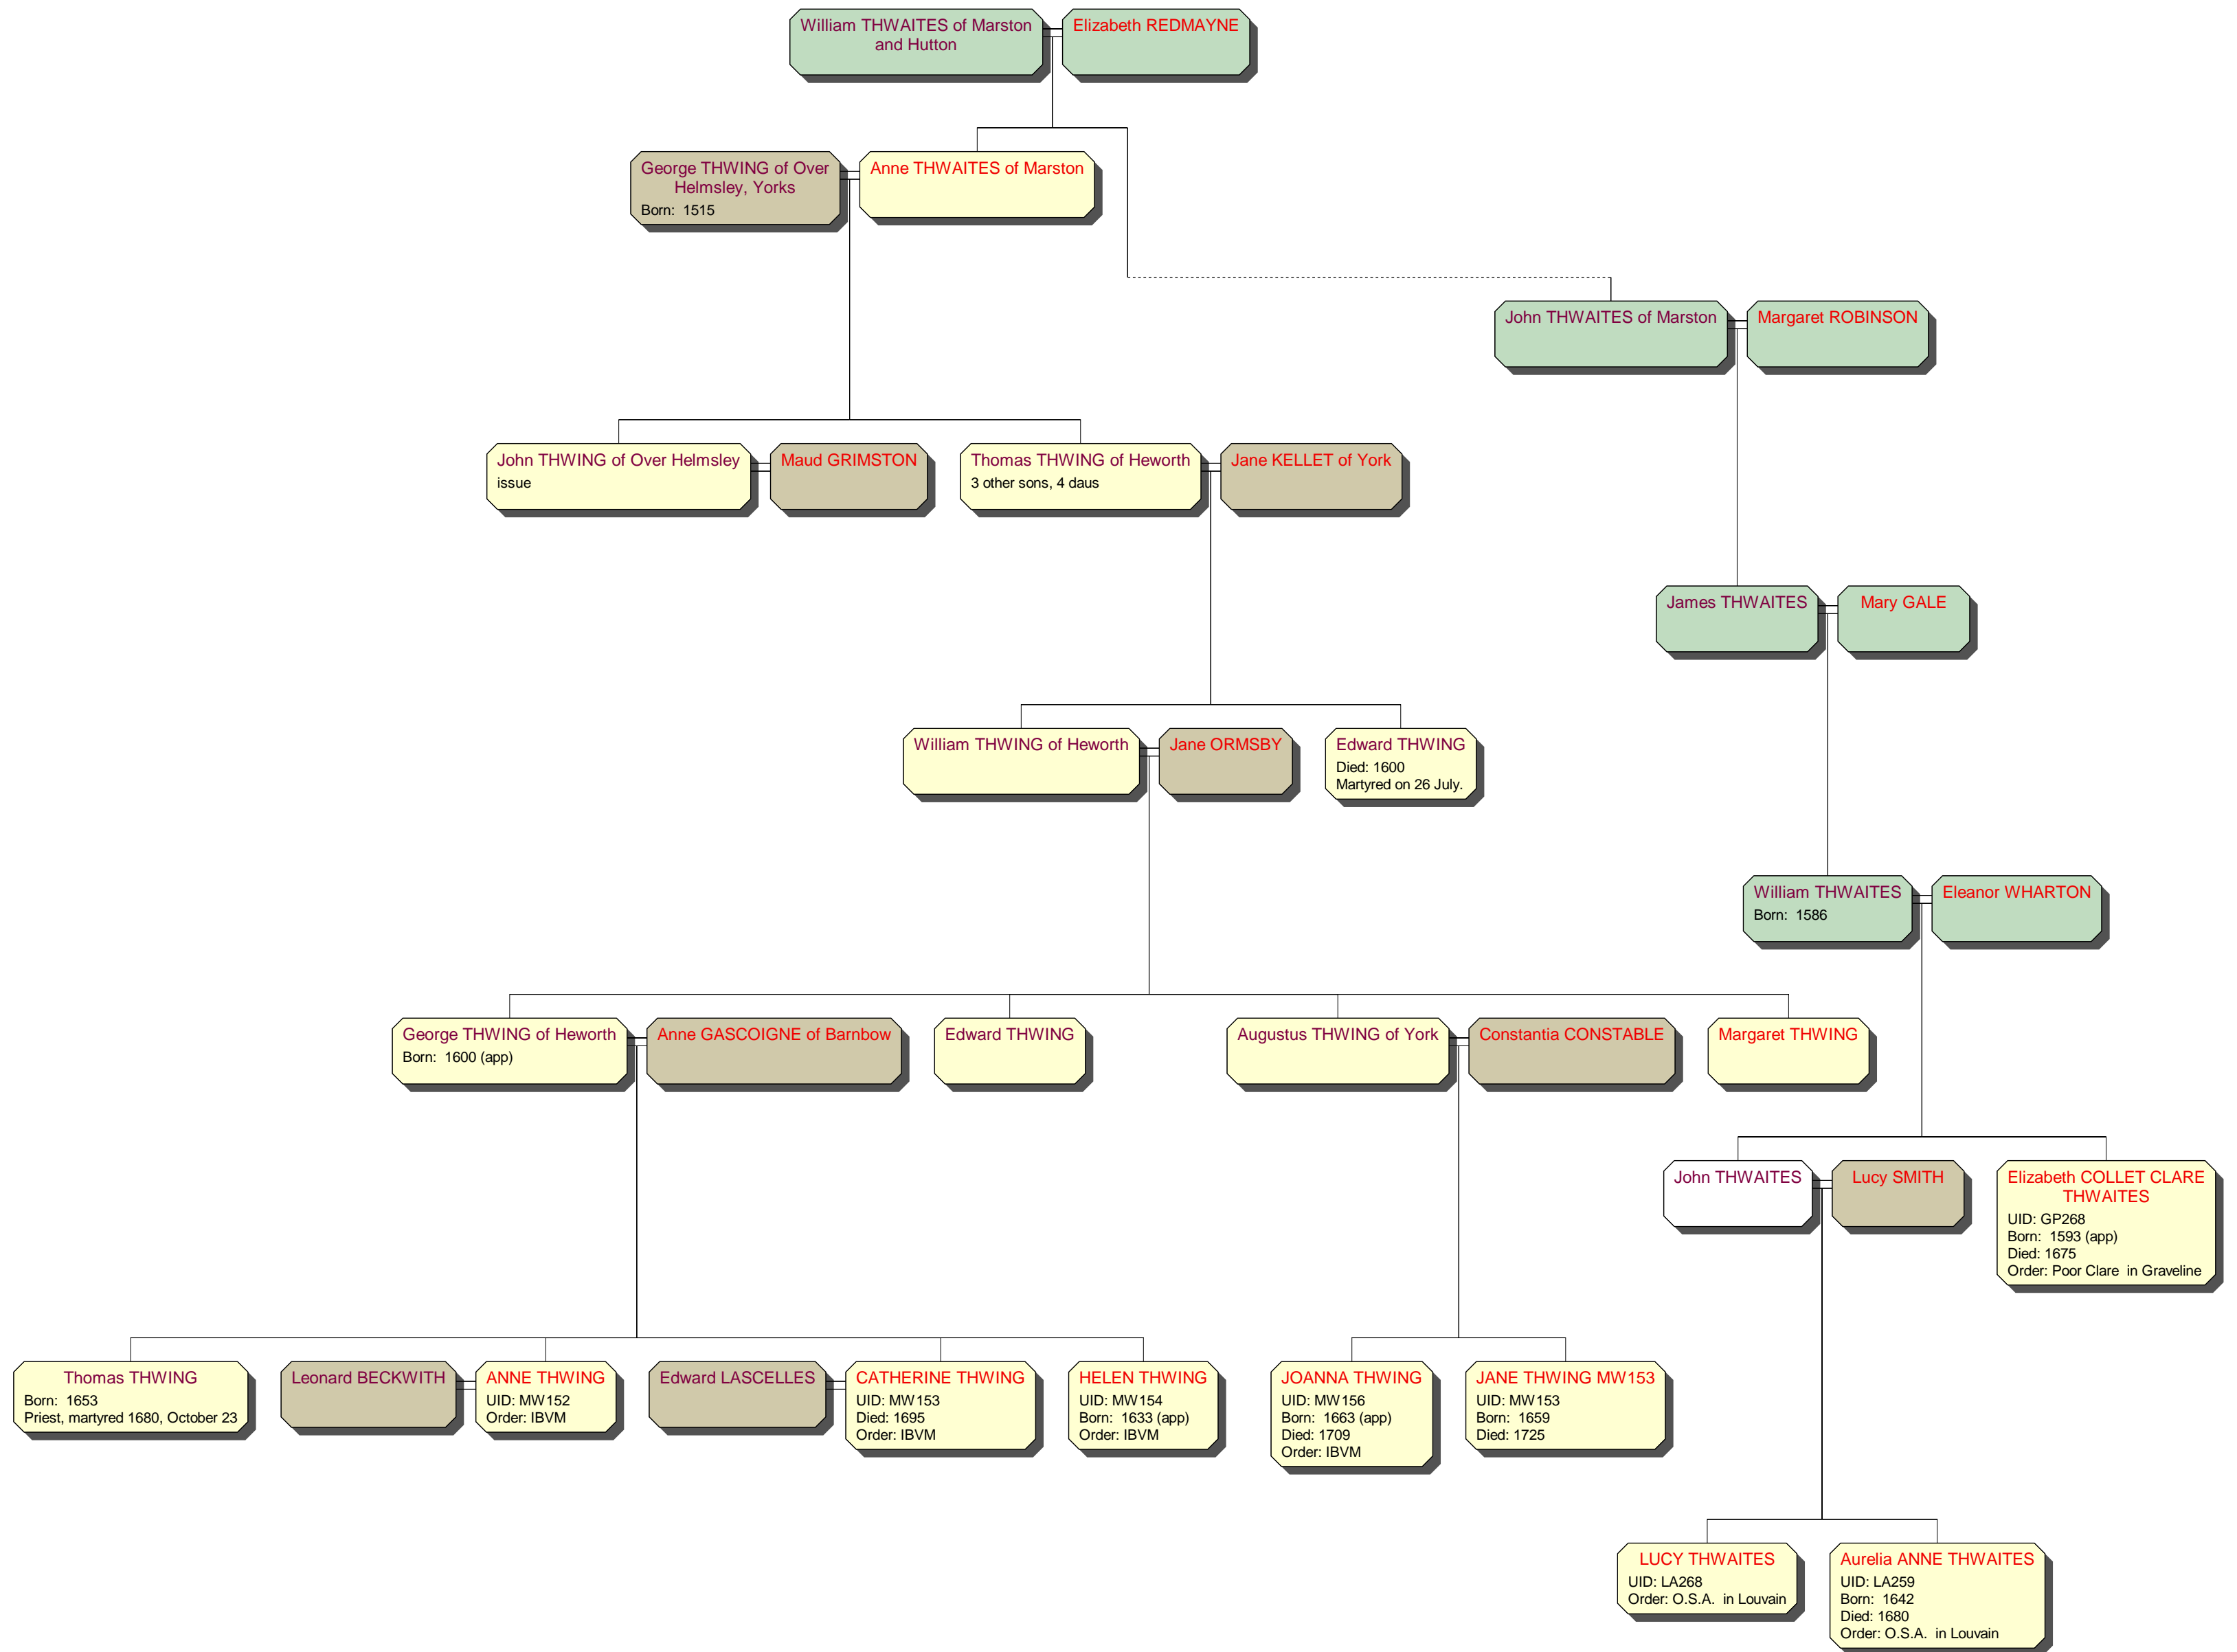 William THWAITES of Marston
and Hutton
Elizabeth REDMAYNE
George THWING of Over
Helmsley, Yorks
Born:  1515
Anne THWAITES of Marston
John THWAITES of Marston
Margaret ROBINSON
John THWING of Over Helmsley
issue
Maud GRIMSTON
Thomas THWING of Heworth
3 other sons, 4 daus
Jane KELLET of York
James THWAITES
Mary GALE
William THWING of Heworth
Jane ORMSBY
Edward THWING
Died: 1600
Martyred on 26 July.
William THWAITES
Born:  1586
Eleanor WHARTON
George THWING of Heworth
Born:  1600 (app)
Anne GASCOIGNE of Barnbow
Edward THWING
Augustus THWING of York
Constantia CONSTABLE
Margaret THWING
John THWAITES
Lucy SMITH
Elizabeth COLLET CLARE
THWAITES
UID: GP268
Born:  1593 (app)
Died: 1675
Order: Poor Clare  in Graveline
Thomas THWING
Born:  1653
Priest, martyred 1680, October 23
Leonard BECKWITH
ANNE THWING
UID: MW152
Order: IBVM
Edward LASCELLES
CATHERINE THWING
UID: MW153
Died: 1695
Order: IBVM
HELEN THWING
UID: MW154
Born:  1633 (app)
Order: IBVM
JOANNA THWING
UID: MW156
Born:  1663 (app)
Died: 1709
Order: IBVM
JANE THWING MW153
UID: MW153
Born:  1659
Died: 1725
LUCY THWAITES
UID: LA268
Order: O.S.A.  in Louvain
Aurelia ANNE THWAITES
UID: LA259
Born:  1642
Died: 1680
Order: O.S.A.  in Louvain